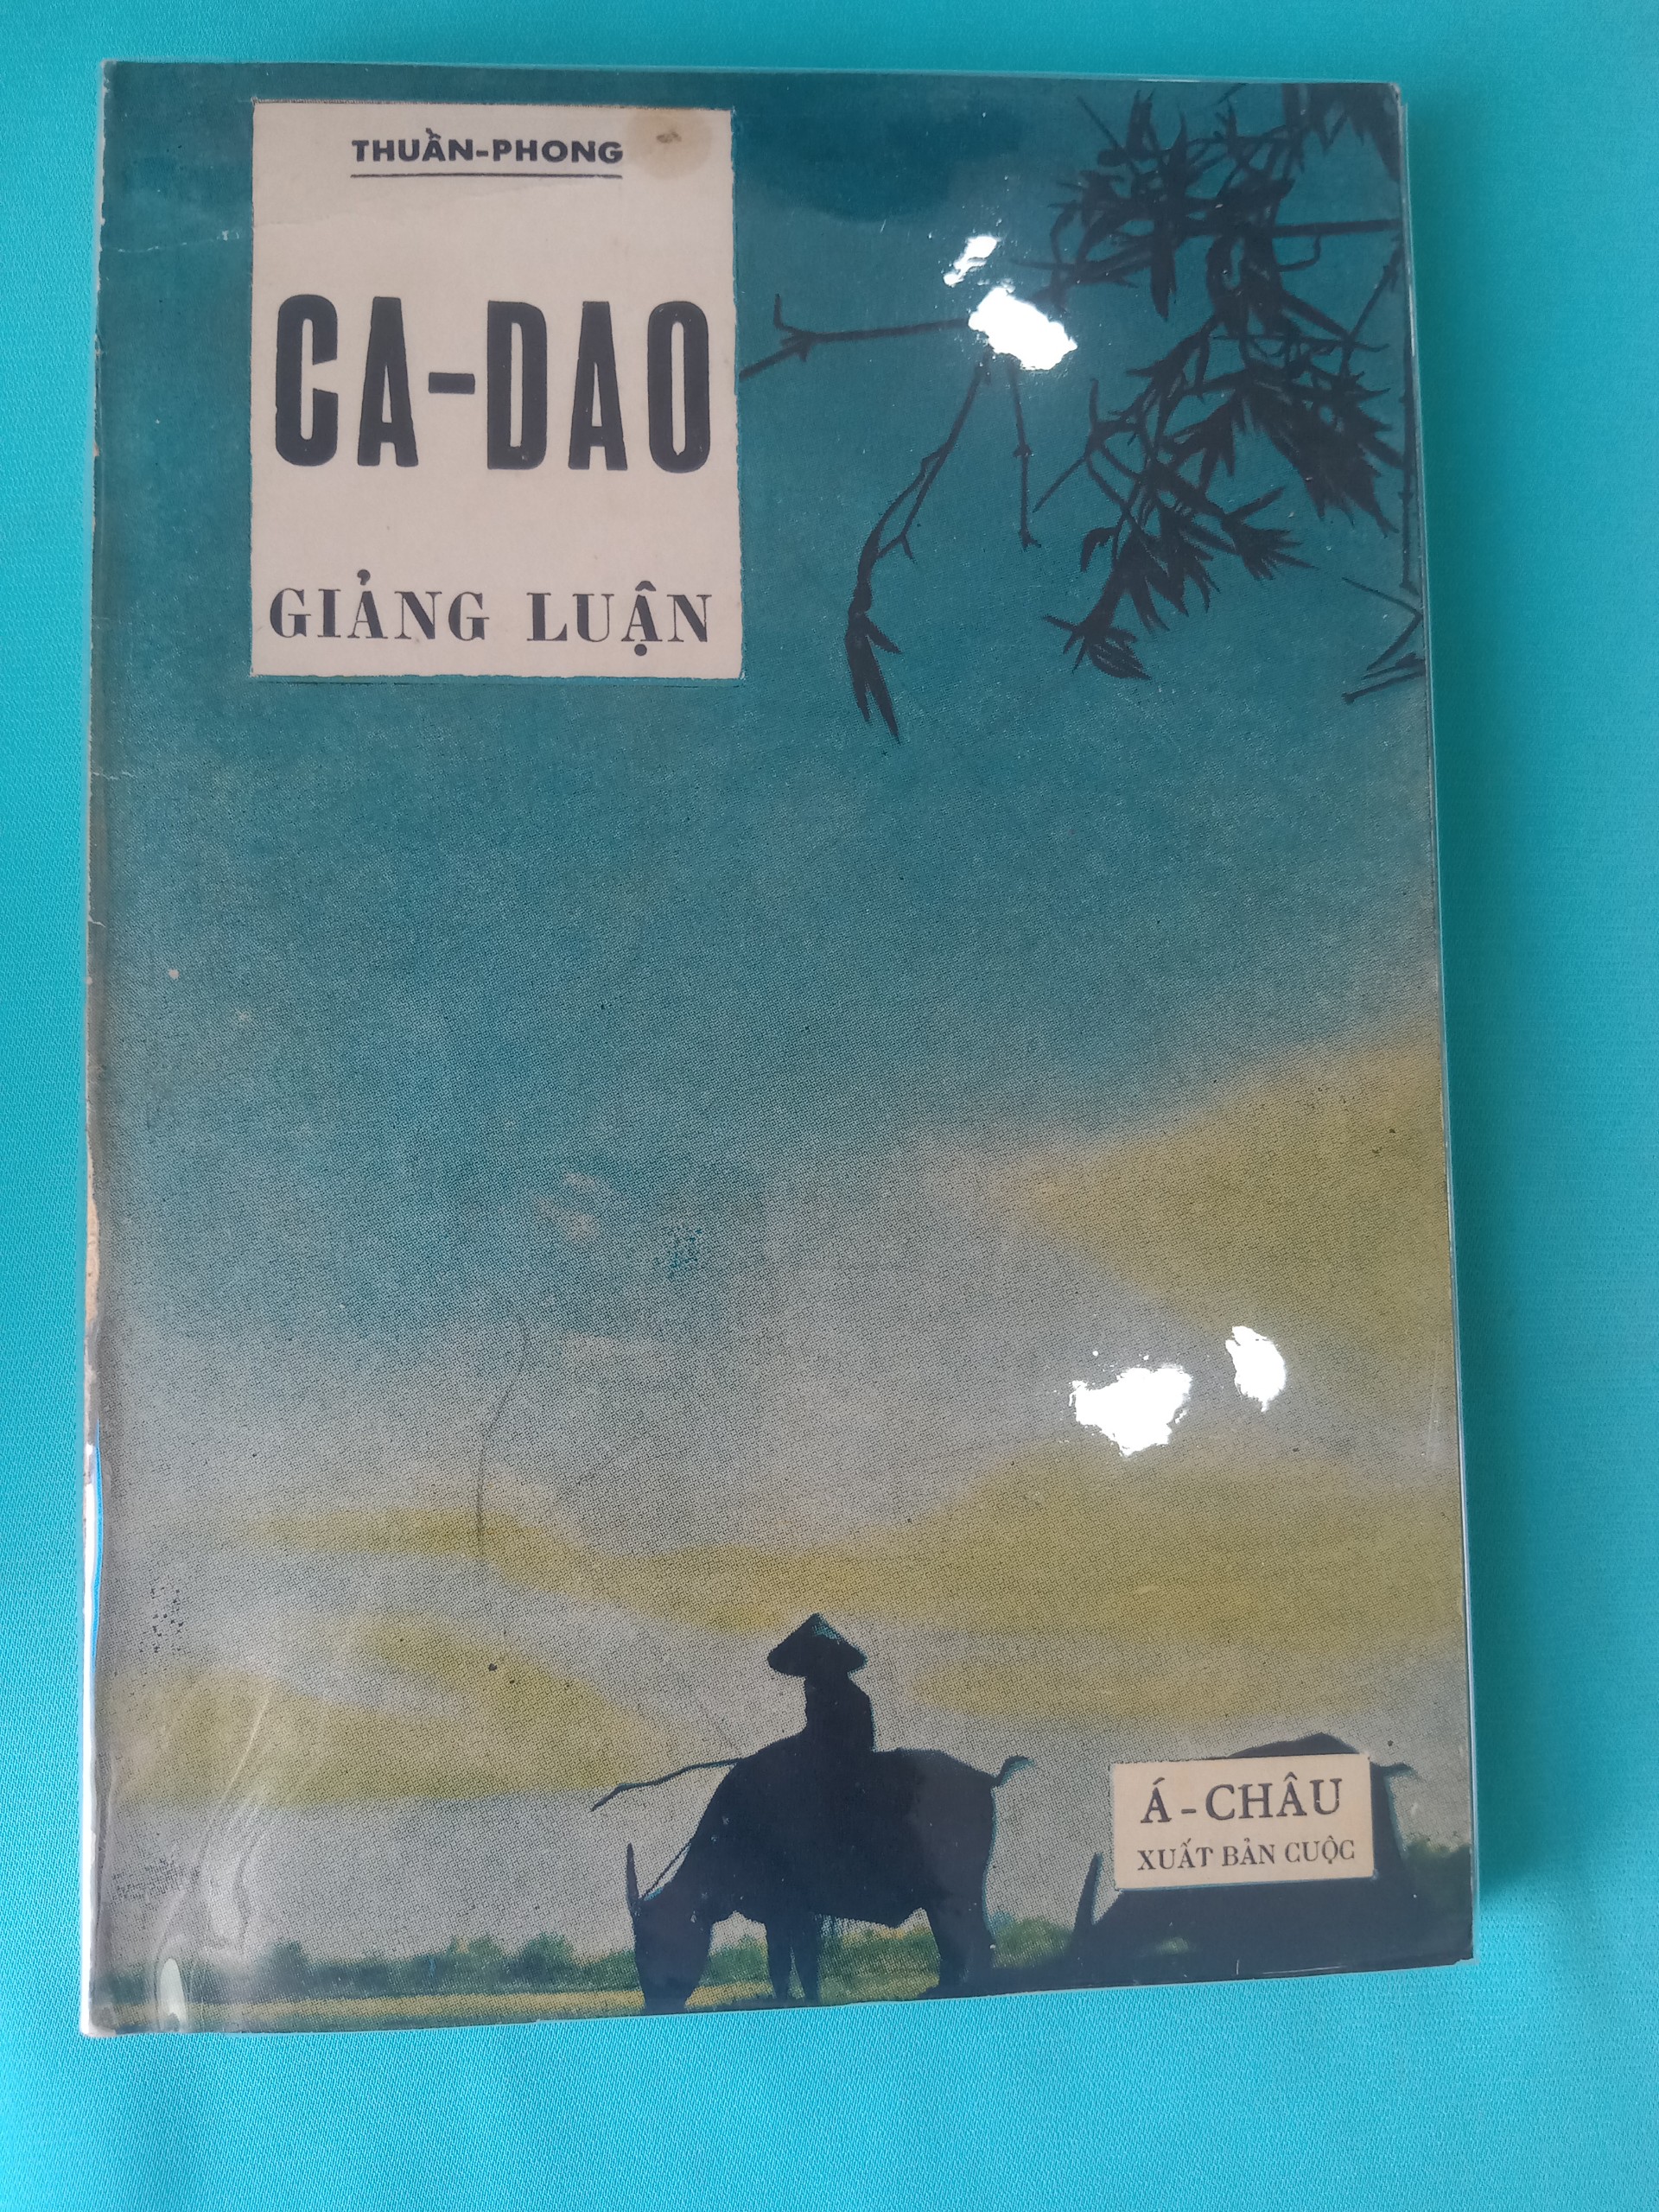 THUẦN-PHONG
CA-DAO
GIẢNG LUẬN
Á-CHÂU
XUẤT BẢN CUỘC